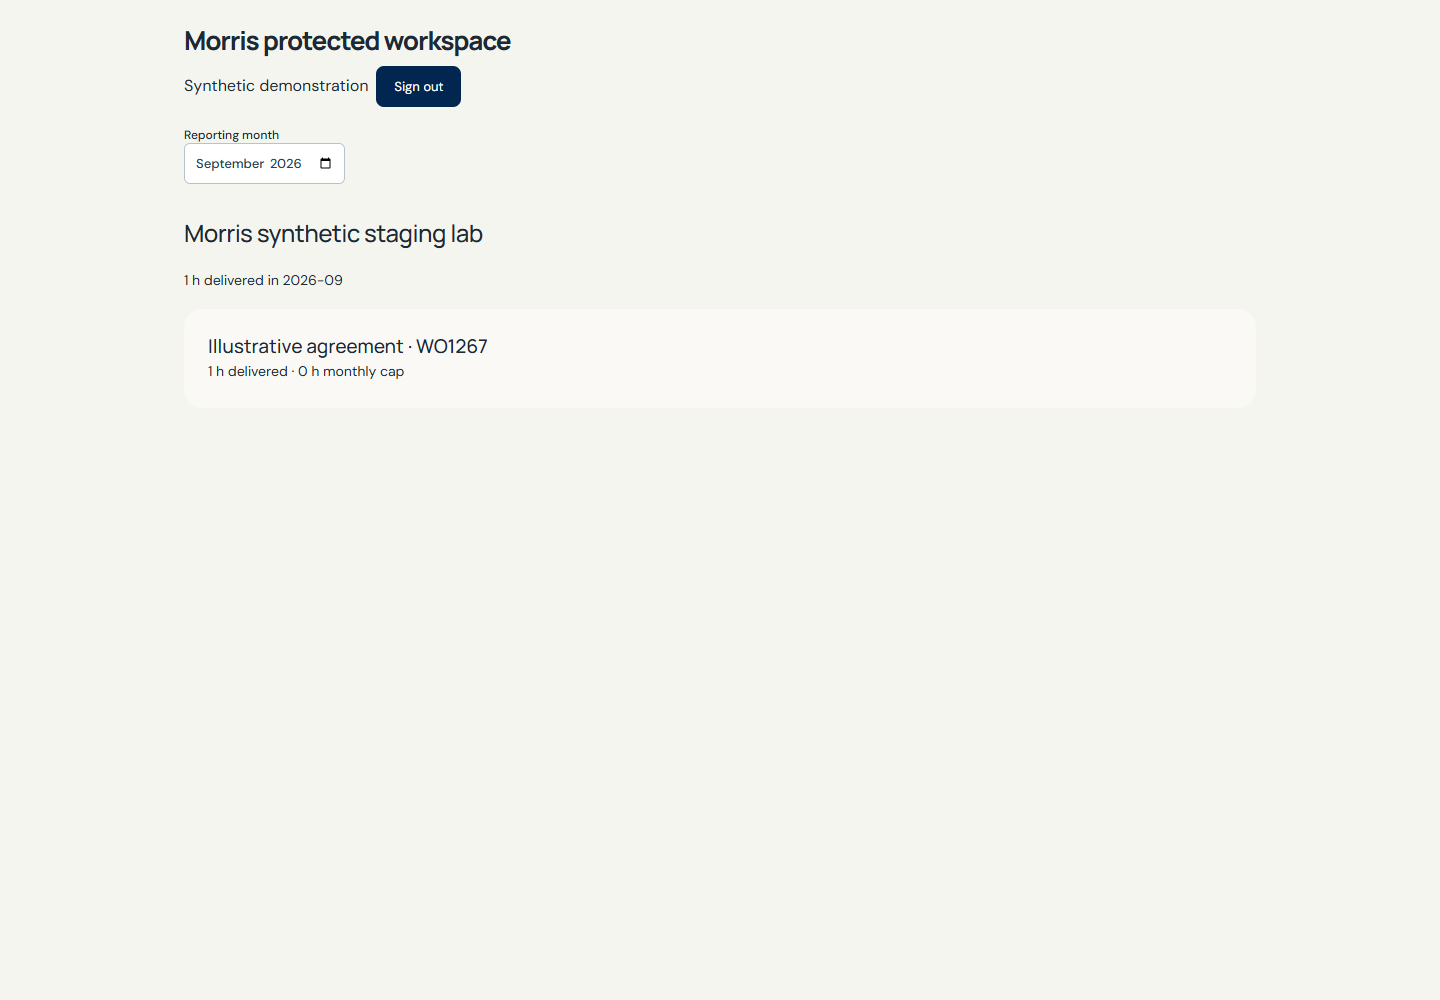 Morris protected workspace
Synthetic demonstration Sign out
Reporting month
September 2026
Morris synthetic staging lab
1 h delivered in 2026-09
Illustrative agreement · WO1267
1 h delivered · 0 h monthly cap